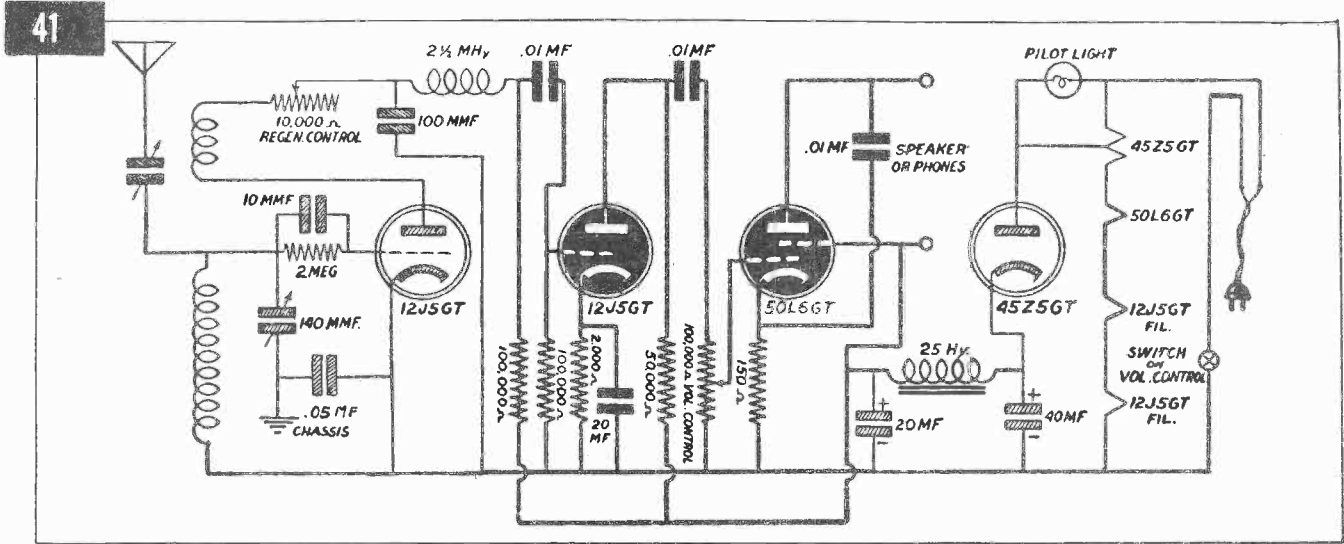 41
2½ MHy
.01 MF
.01 MF
PILOT LIGHT
10,000 Ω
REGEN. CONTROL
100 MMF
.01 MF
SPEAKER
OR PHONES
45Z5GT
10 MMF
50L6GT
2 MEG
12J5GT
12J5GT
50L6GT
45Z5GT
12J5GT
FIL.
140 MMF.
100,000 Ω
100,000 Ω
2,000 Ω
50,000 Ω
100,000 Ω VOL. CONTROL
150 Ω
25 Hy.
SWITCH
ON
VOL. CONTROL
.05 MF
CHASSIS
20
MF
+
20 MF
-
+
40 MF
-
12J5GT
FIL.